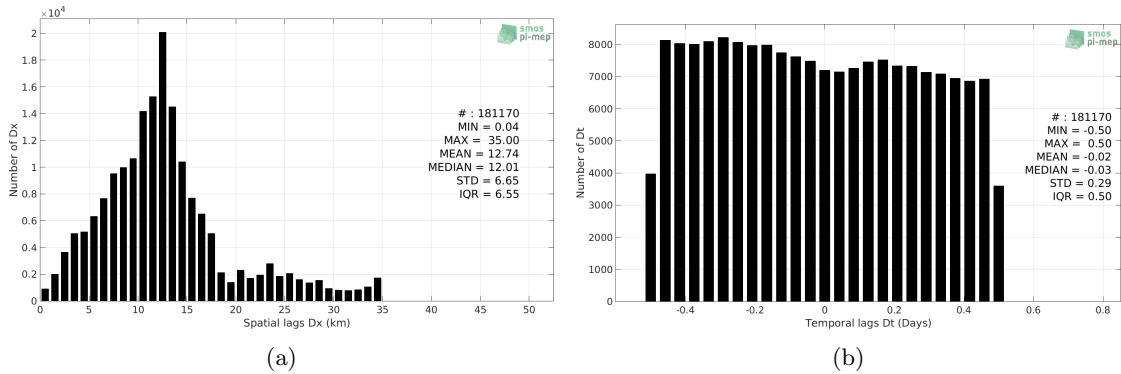 ×10⁴
2
1.8
1.6
1.4
1.2
1
0.8
0.6
0.4
0.2
0
Number of Dx
0 5 10 15 20 25 30 35 40 45 50
Spatial lags Dx (km)
smos
pi-mep
# : 181170
MIN = 0.04
MAX = 35.00
MEAN = 12.74
MEDIAN = 12.01
STD = 6.65
IQR = 6.55
(a)
8000
7000
6000
5000
4000
3000
2000
1000
0
Number of Dt
-0.4 -0.2 0 0.2 0.4 0.6 0.8
Temporal lags Dt (Days)
smos
pi-mep
# : 181170
MIN = -0.50
MAX = 0.50
MEAN = -0.02
MEDIAN = -0.03
STD = 0.29
IQR = 0.50
(b)